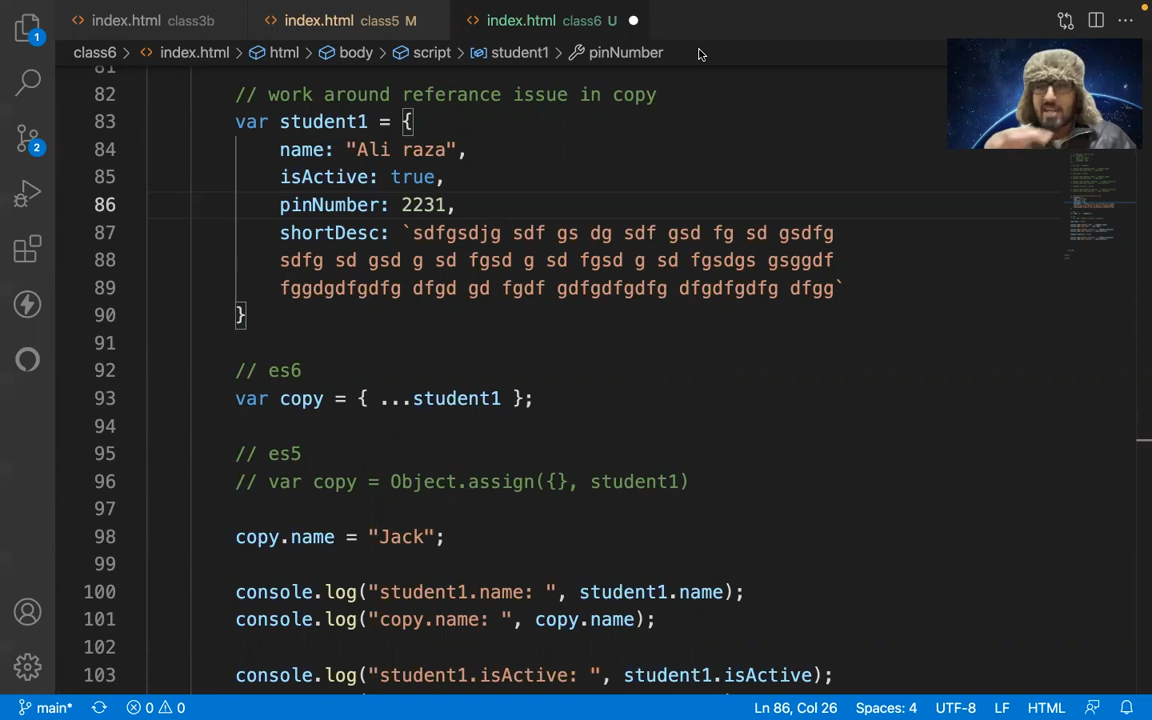 index.html class3b
index.html class5 M
index.html class6 U
class6 > index.html > html > body > script > student1 > pinNumber
81
82 // work around referance issue in copy
83 var student1 = {
84 name: "Ali raza",
85 isActive: true,
86 pinNumber: 2231,
87 shortDesc: `sdfgsdjg sdf gs dg sdf gsd fg sd gsdfg
88 sdfg sd gsd g sd fgsd g sd fgsd g sd fgsdgs gsggdf
89 fggdgdfgdfg dfgd gd fgdf gdfgdfgdfg dfgdfgdfg dfgg`
90 }
91
92 // es6
93 var copy = { ...student1 };
94
95 // es5
96 // var copy = Object.assign({}, student1)
97
98 copy.name = "Jack";
99
100 console.log("student1.name: ", student1.name);
101 console.log("copy.name: ", copy.name);
102
103 console.log("student1.isActive: ", student1.isActive);
1
2
main* 0 0 Ln 86, Col 26 Spaces: 4 UTF-8 LF HTML